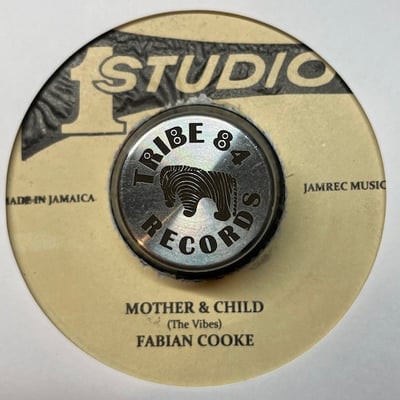 1 STUDIO
TRIBE 84
RECORDS
MADE IN JAMAICA
JAMREC MUSIC
MOTHER & CHILD
(The Vibes)
FABIAN COOKE